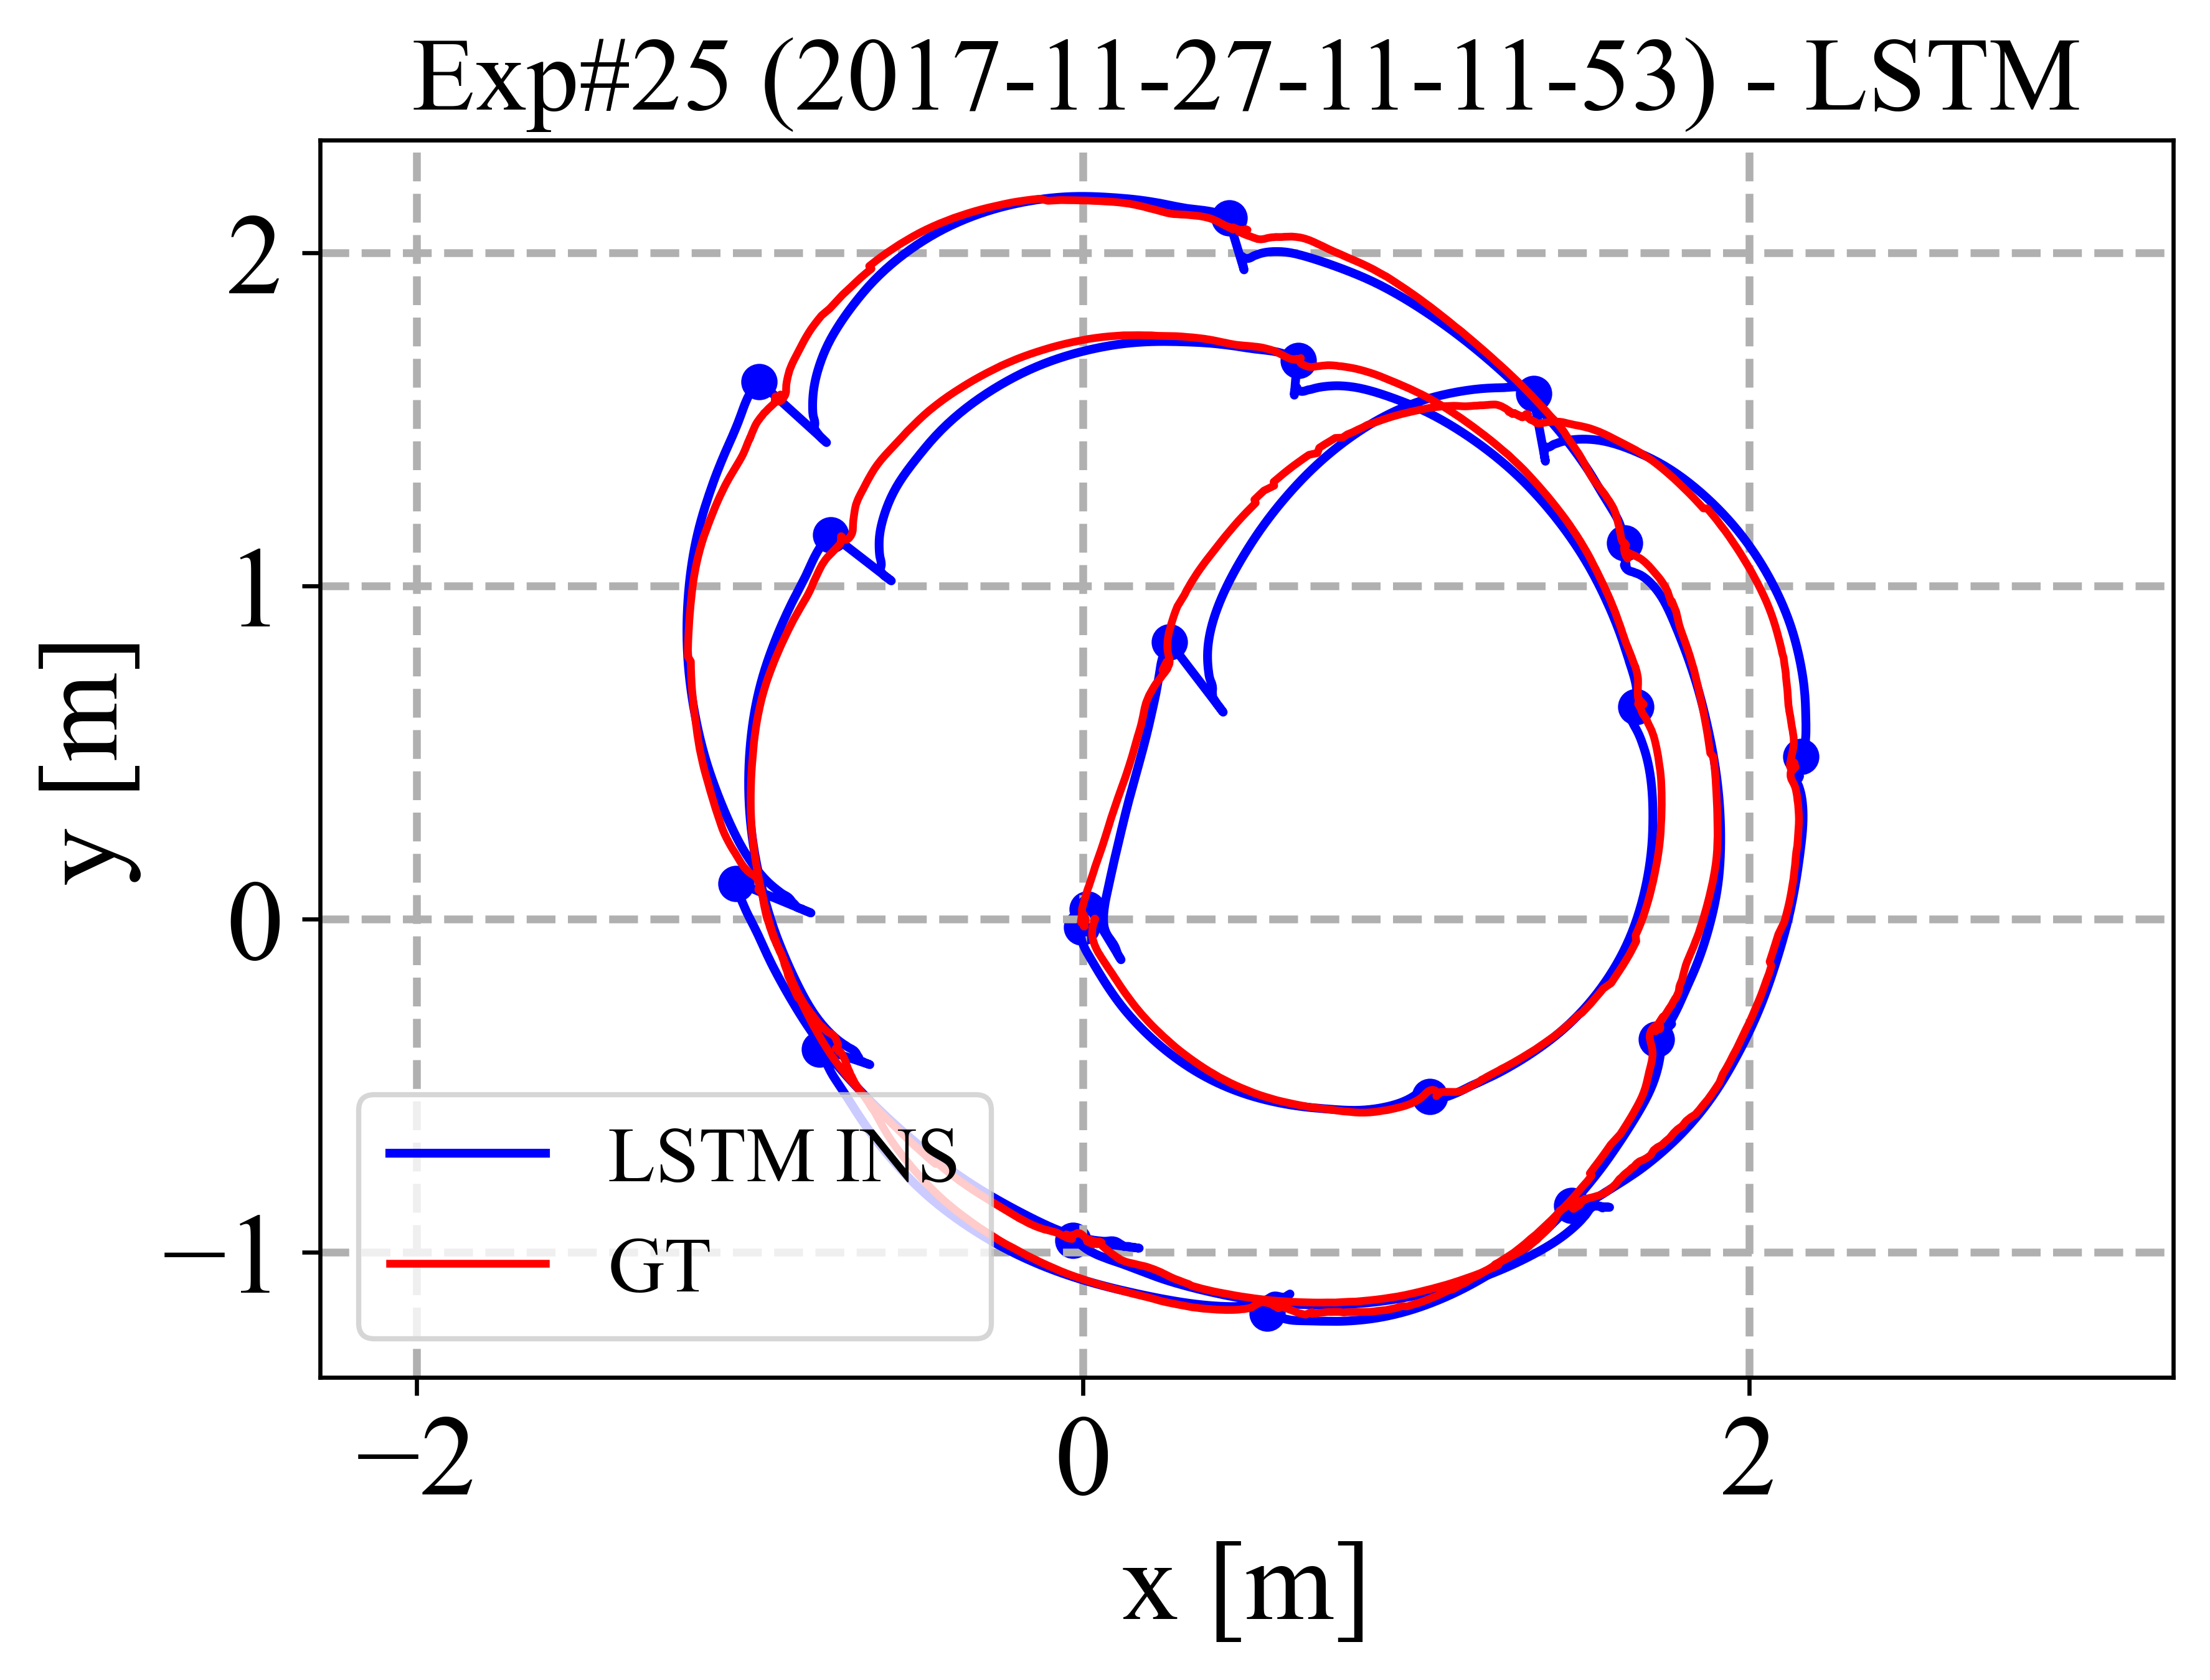 Exp#25 (2017-11-27-11-11-53) - LSTM
2
1
0
−1
y [m]
LSTM INS
GT
−2
0
2
x [m]